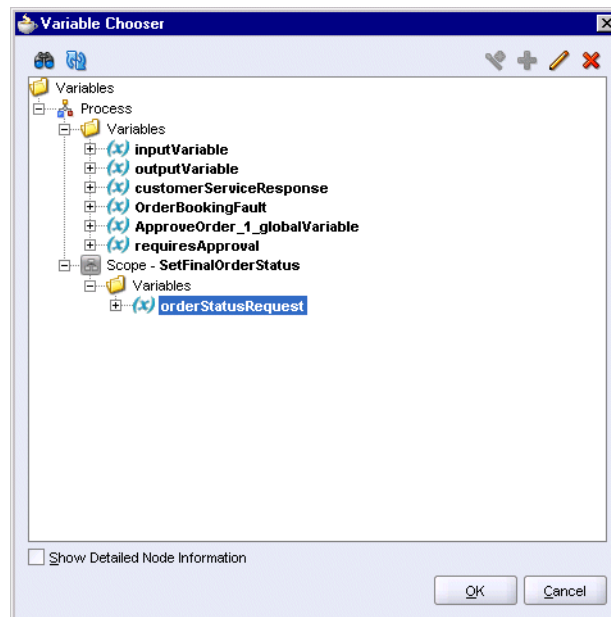 Variable Chooser
Variables
Process
Variables
(x) inputVariable
(x) outputVariable
(x) customerServiceResponse
(x) OrderBookingFault
(x) ApproveOrder_1_globalVariable
(x) requiresApproval
Scope - SetFinalOrderStatus
Variables
(x) orderStatusRequest
Show Detailed Node Information
OK Cancel